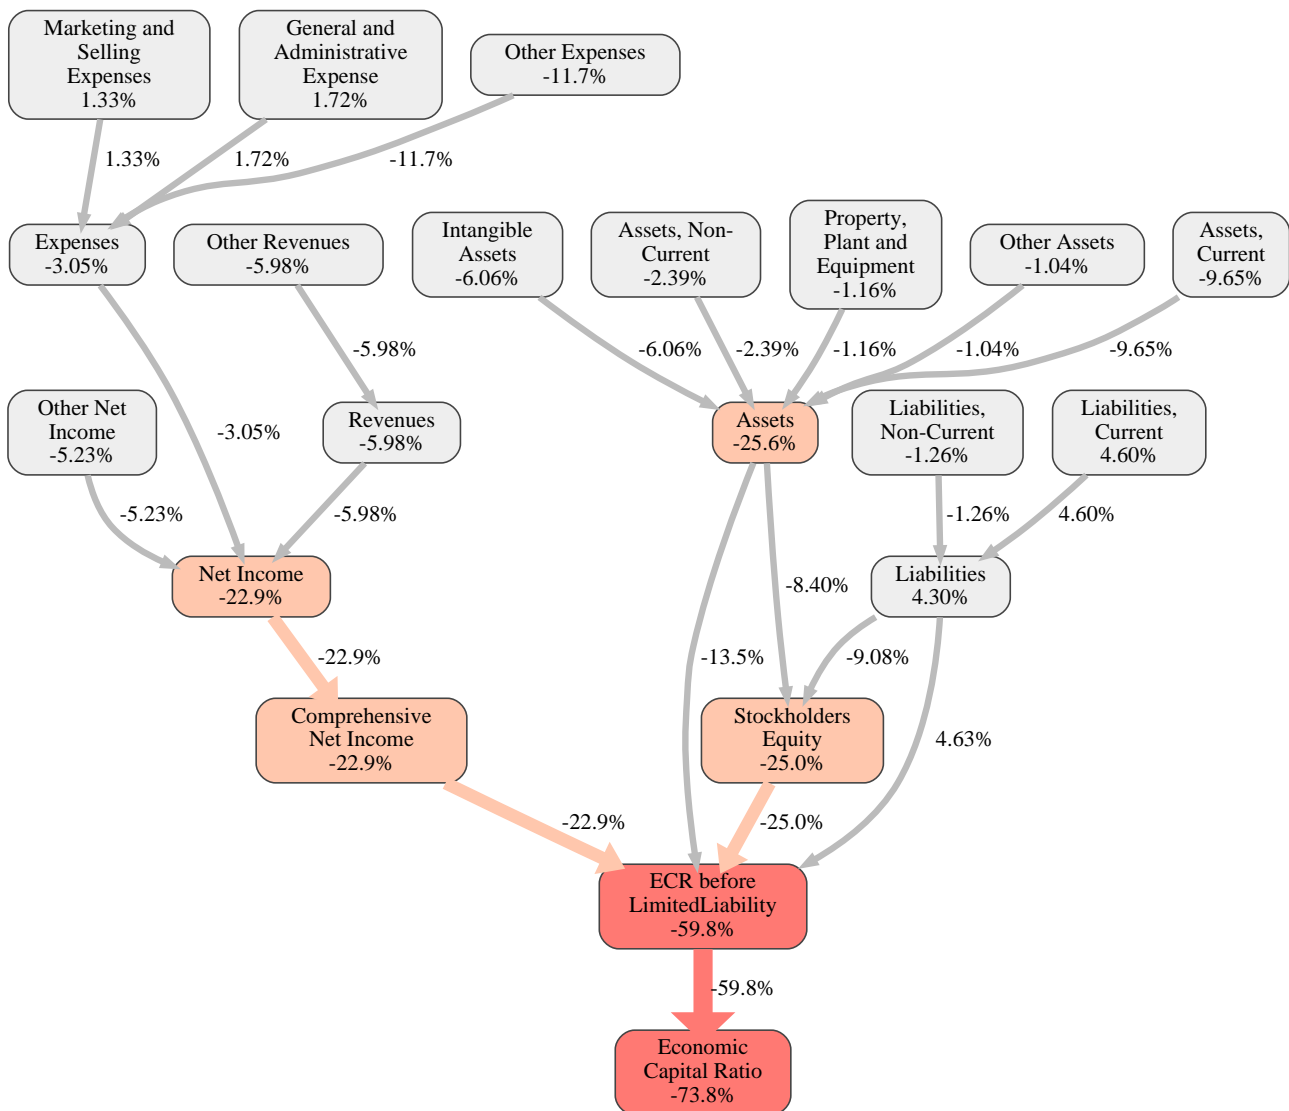 Marketing and
Selling
Expenses
1.33%
General and
Administrative
Expense
1.72%
Other Expenses
-11.7%
1.33%
1.72%
-11.7%
Expenses
-3.05%
Other Revenues
-5.98%
Intangible
Assets
-6.06%
Assets, Non-
Current
-2.39%
Property,
Plant and
Equipment
-1.16%
Other Assets
-1.04%
Assets,
Current
-9.65%
-5.98%
-6.06%
-2.39%
-1.16%
-1.04%
-9.65%
Other Net
Income
-5.23%
-3.05%
Revenues
-5.98%
Assets
-25.6%
Liabilities,
Non-Current
-1.26%
Liabilities,
Current
4.60%
-5.23%
-5.98%
-1.26%
4.60%
Net Income
-22.9%
-8.40%
Liabilities
4.30%
-22.9%
-13.5%
-9.08%
Comprehensive
Net Income
-22.9%
Stockholders
Equity
-25.0%
4.63%
-22.9%
-25.0%
ECR before
LimitedLiability
-59.8%
-59.8%
Economic
Capital Ratio
-73.8%